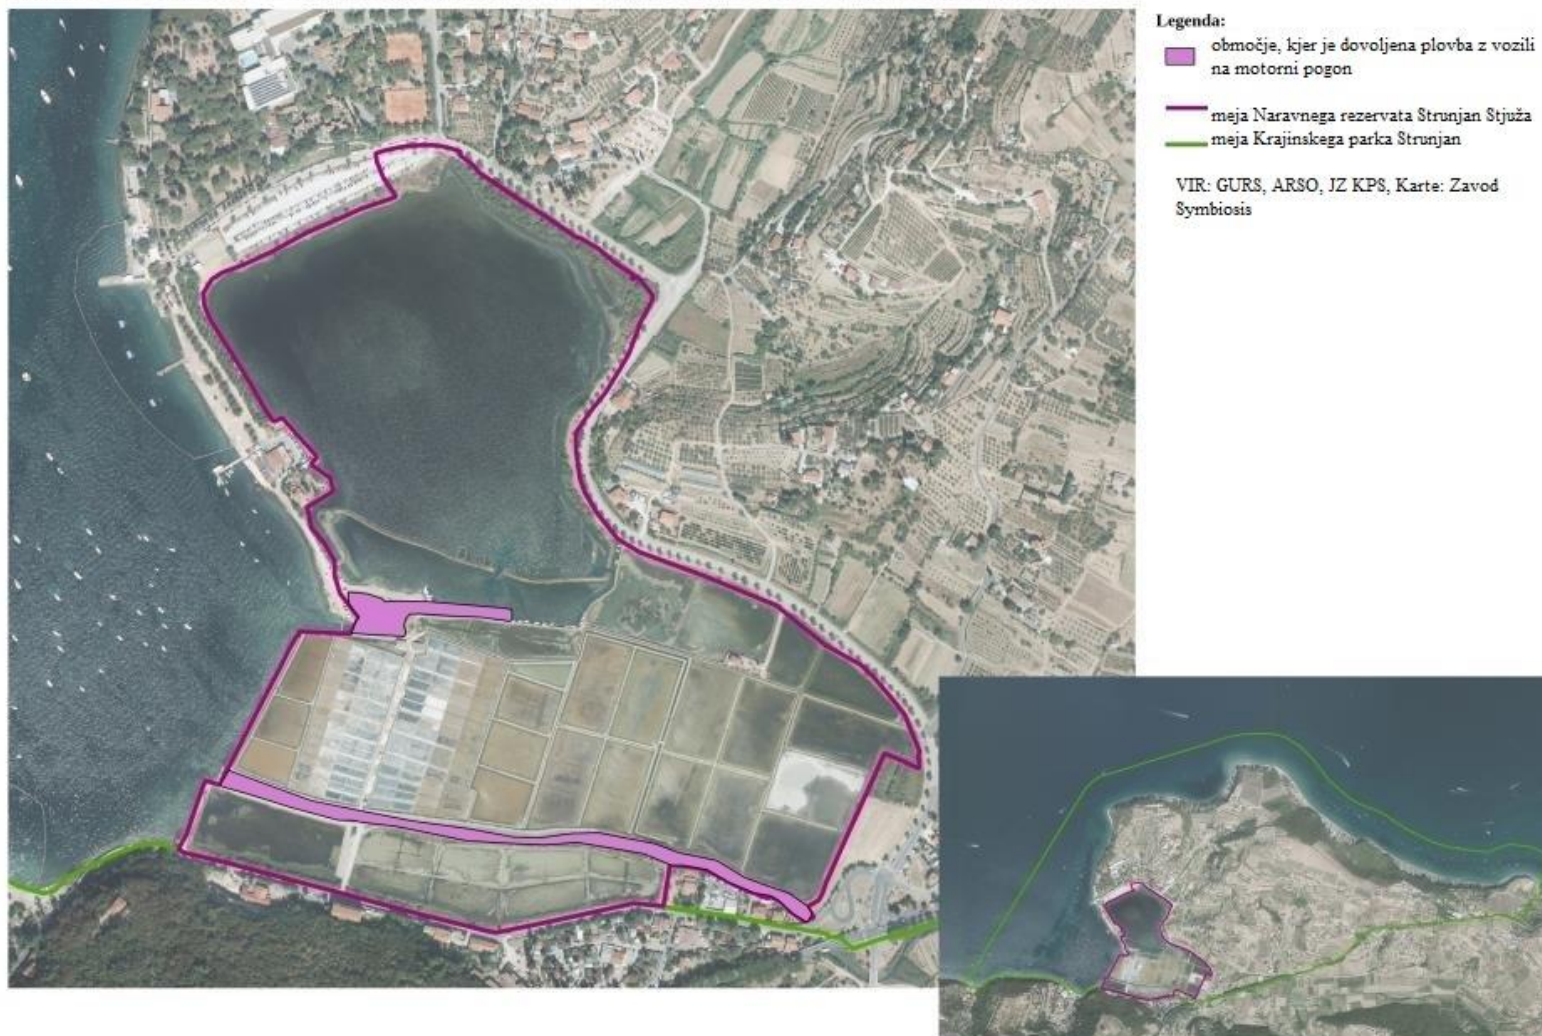 Legenda:
območje, kjer je dovoljena plovba z vozili
na motorni pogon
meja Naravnega rezervata Strunjan Stjuža
meja Krajinskega parka Strunjan
VIR: GURS, ARSO, JZ KPS, Karte: Zavod
Symbiosis